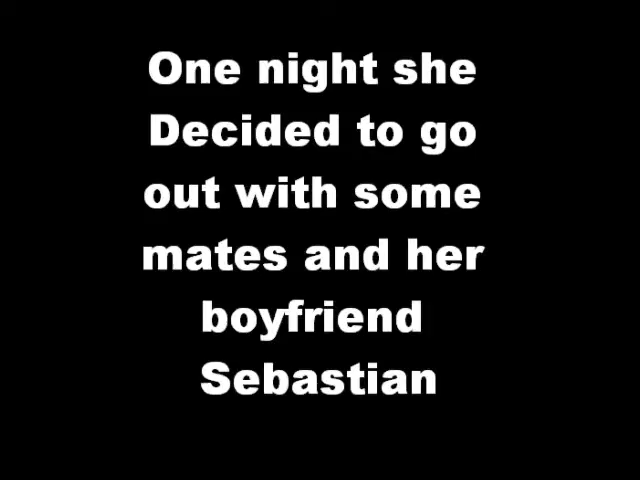 One night she
Decided to go
out with some
mates and her
boyfriend
Sebastian